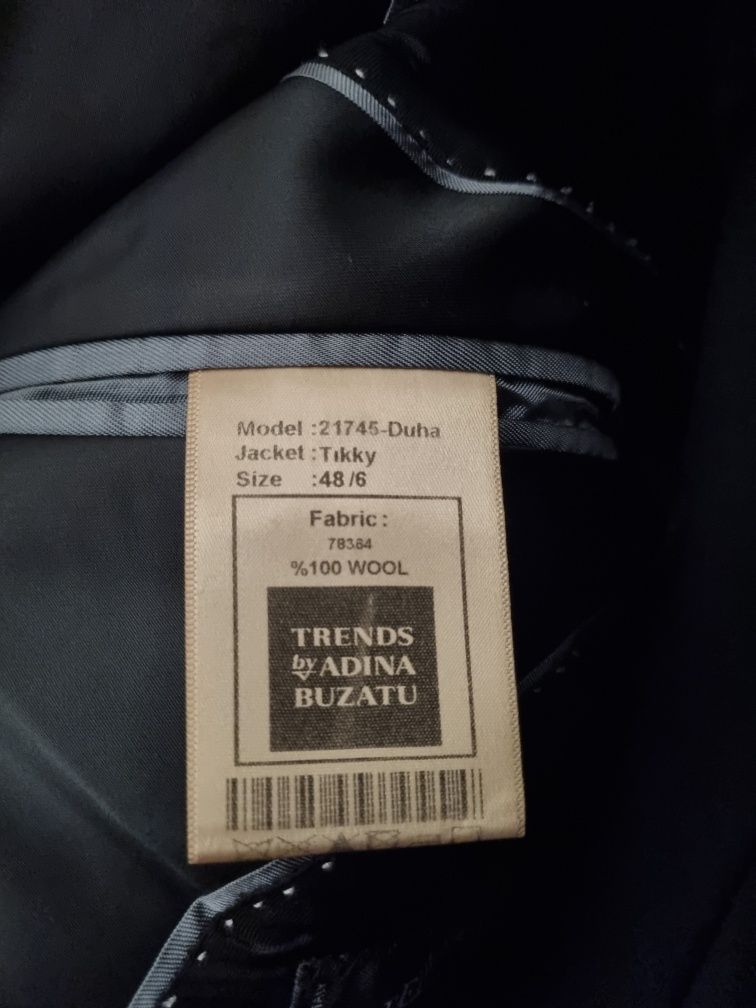 Model :21745-Duha
Jacket :Tıkky
Size :48 /6
Fabric :
78384
%100 WOOL
TRENDS
by ADINA
BUZATU